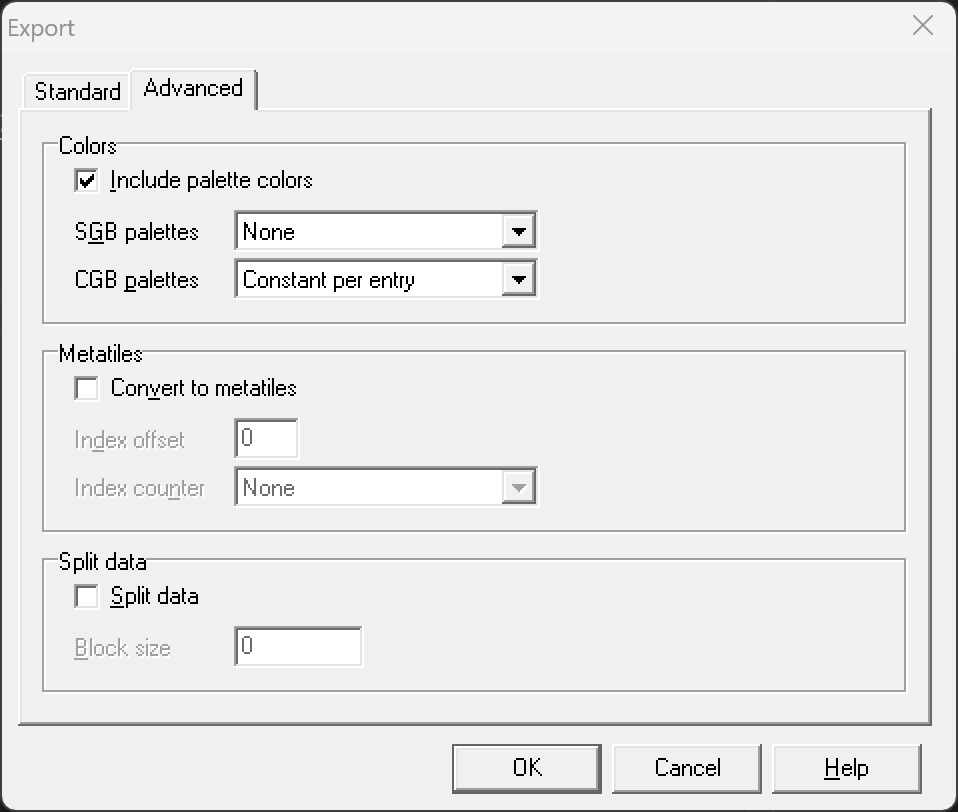 Export
Standard
Advanced
Colors
Include palette colors
SGB palettes
None
CGB palettes
Constant per entry
Metatiles
Convert to metatiles
Index offset
0
Index counter
None
Split data
Split data
Block size
0
OK
Cancel
Help